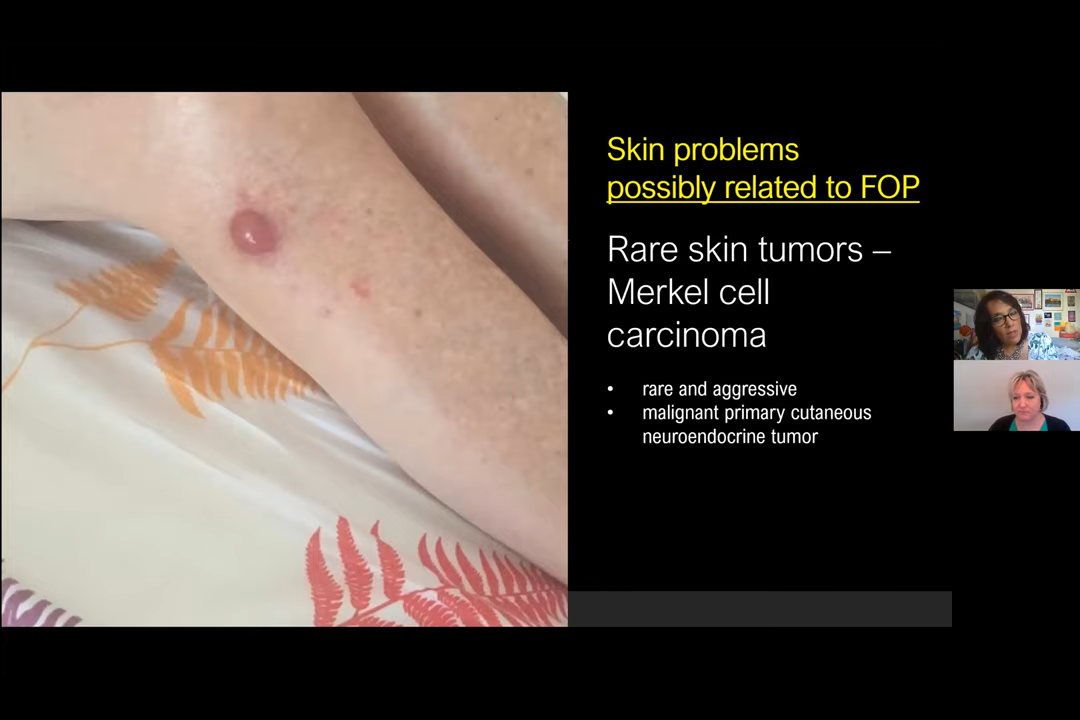 Skin problems
possibly related to FOP
Rare skin tumors –
Merkel cell
carcinoma
• rare and aggressive
• malignant primary cutaneous
neuroendocrine tumor